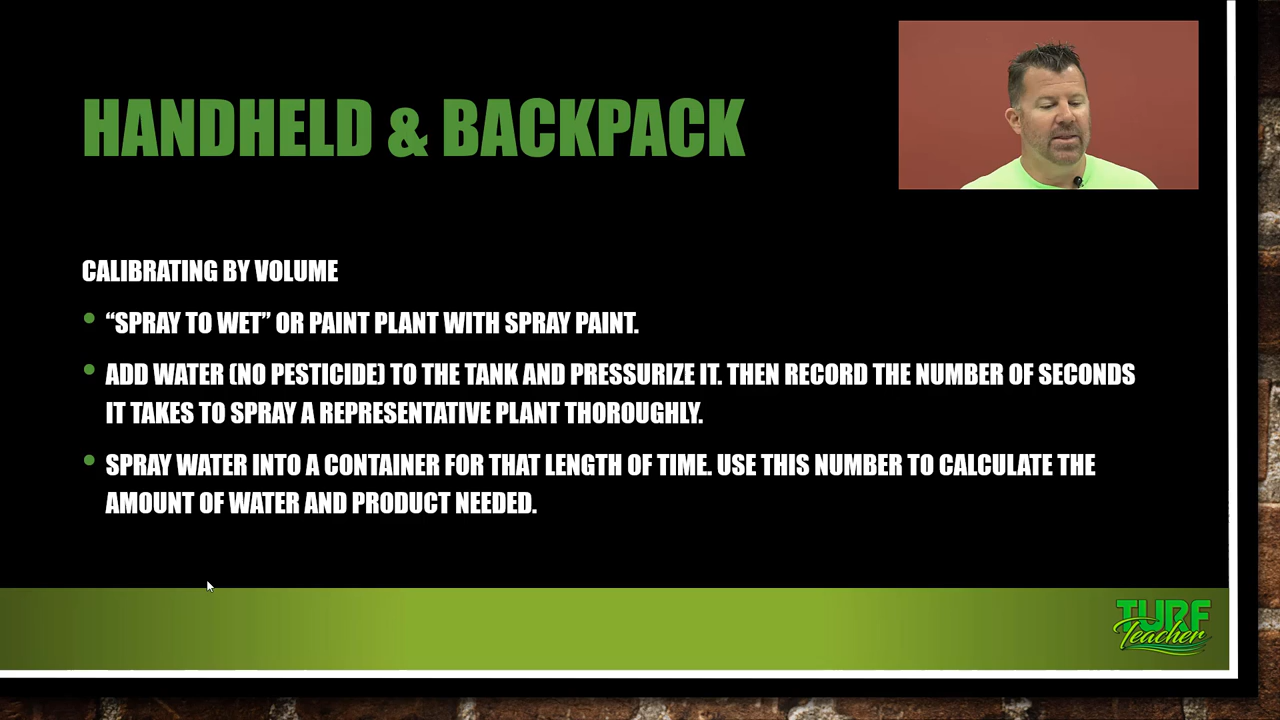 HANDHELD & BACKPACK
CALIBRATING BY VOLUME
• “SPRAY TO WET” OR PAINT PLANT WITH SPRAY PAINT.
• ADD WATER (NO PESTICIDE) TO THE TANK AND PRESSURIZE IT. THEN RECORD THE NUMBER OF SECONDS
IT TAKES TO SPRAY A REPRESENTATIVE PLANT THOROUGHLY.
• SPRAY WATER INTO A CONTAINER FOR THAT LENGTH OF TIME. USE THIS NUMBER TO CALCULATE THE
AMOUNT OF WATER AND PRODUCT NEEDED.
TURF
Teacher